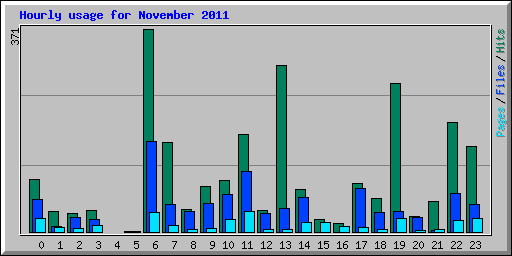 Hourly usage for November 2011
371
Pages / Files / Hits
0 1 2 3 4 5 6 7 8 9 10 11 12 13 14 15 16 17 18 19 20 21 22 23